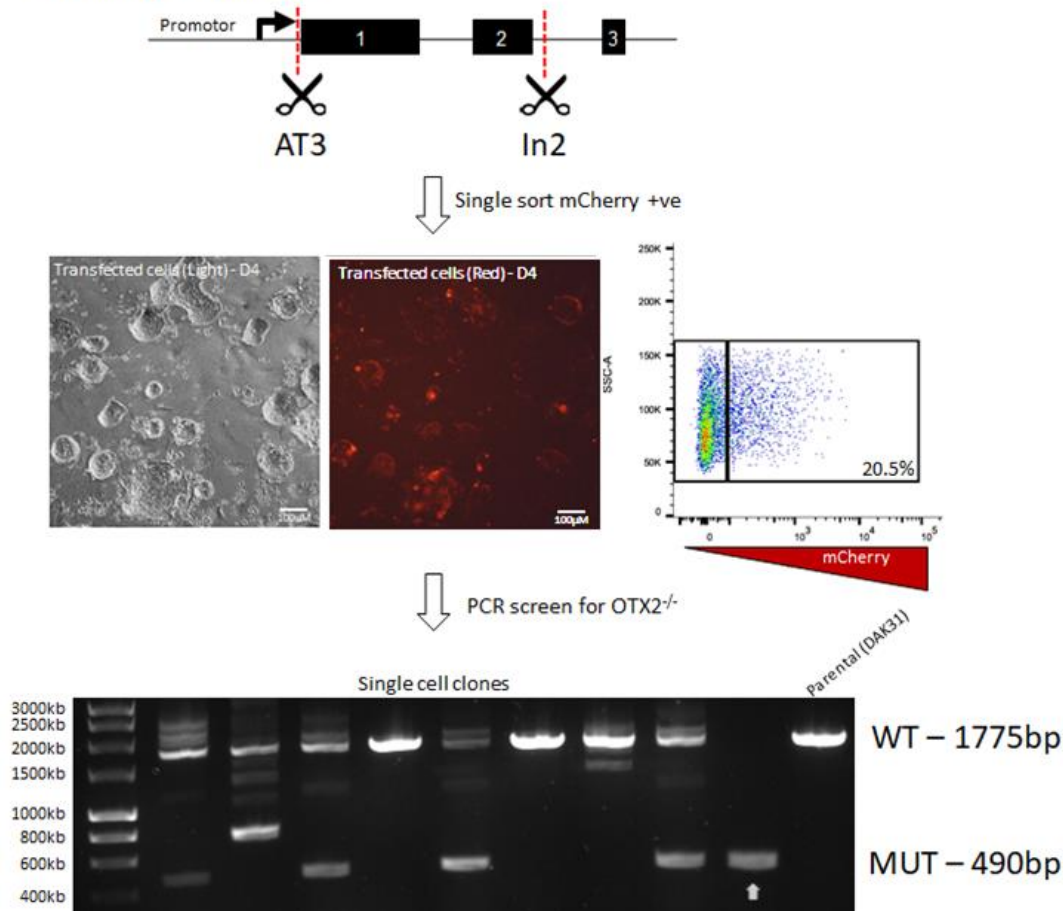 Promotor
1
2
3
AT3
In2
Single sort mCherry +ve
Transfected cells (Light) - D4
100µM
Transfected cells (Red) - D4
100µM
SSC-A
250K
200K
150K
100K
50K
0
20.5%
0
10³
10⁴
10⁵
mCherry
PCR screen for OTX2⁻/⁻
Parental (DAK31)
Single cell clones
3000kb
2500kb
2000kb
1500kb
1000kb
800kb
600kb
400kb
WT – 1775bp
MUT – 490bp